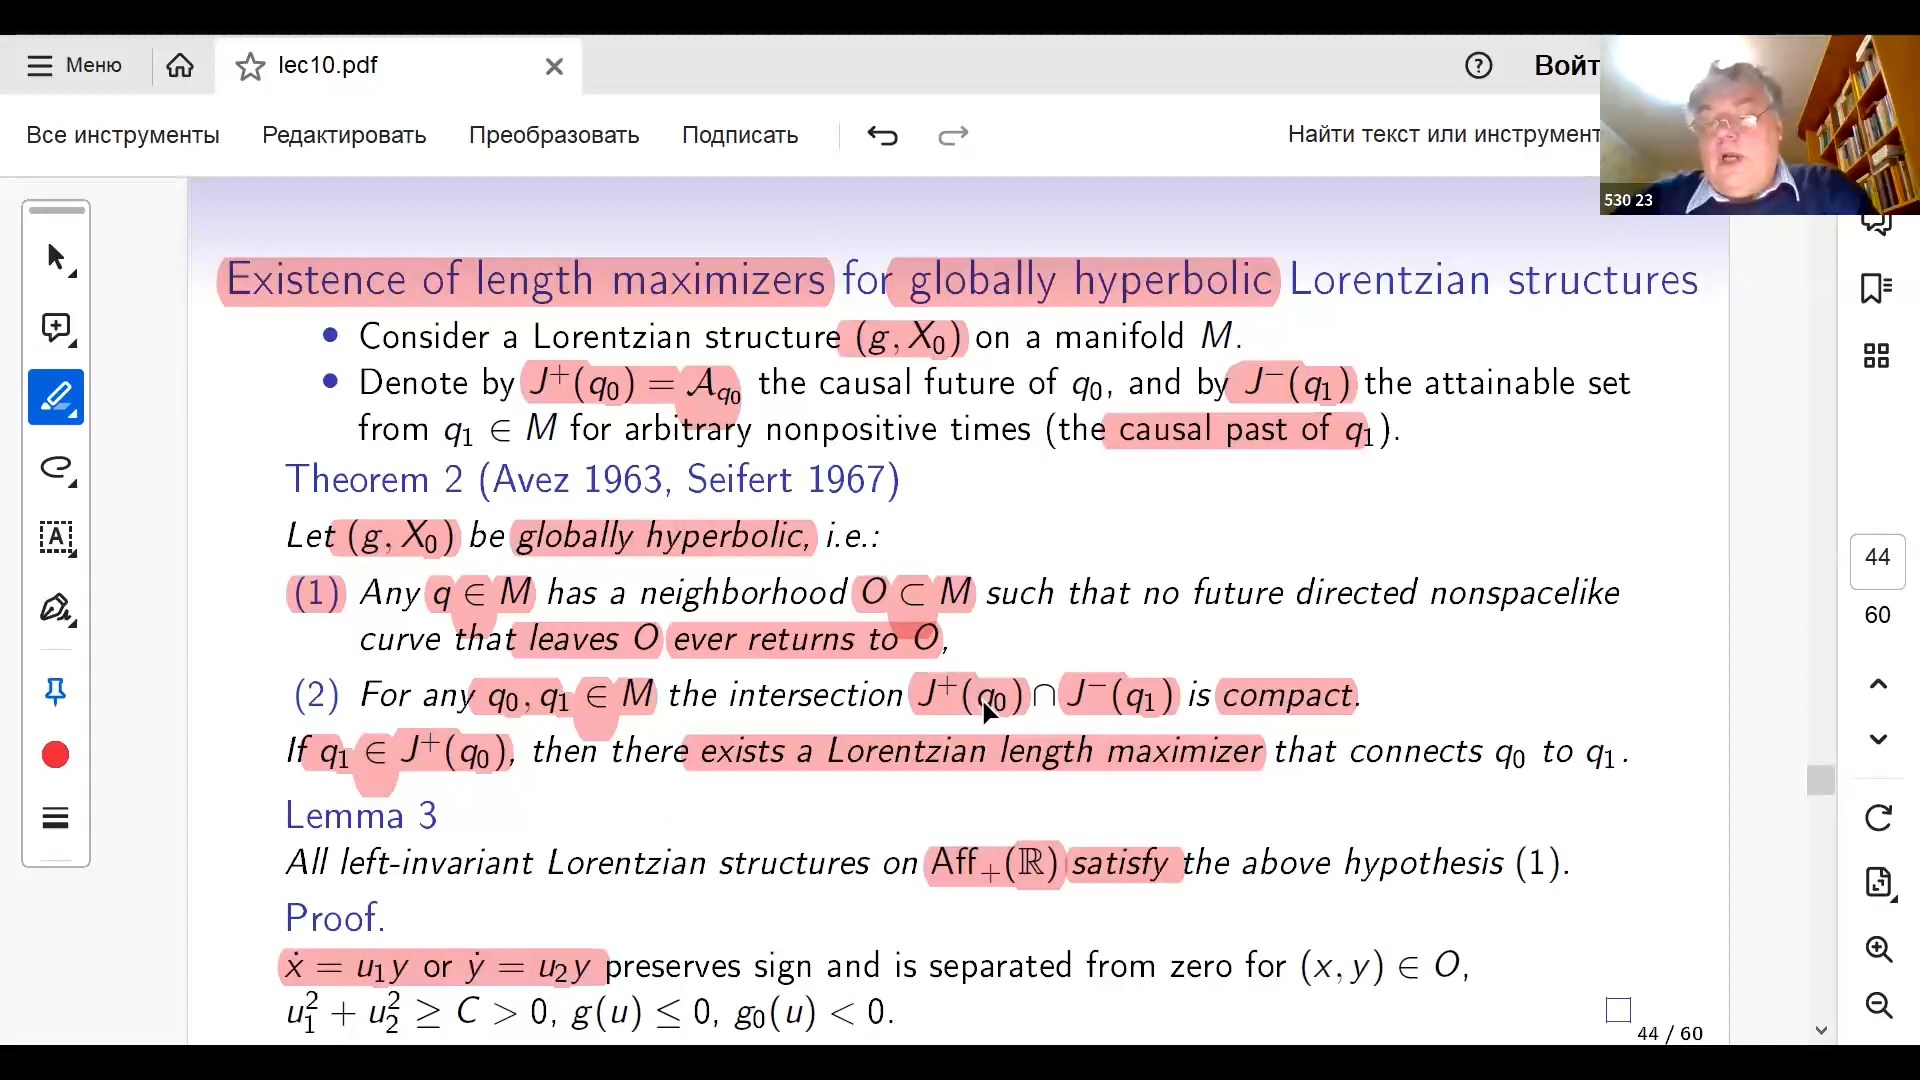 Меню
lec10.pdf
Войт
Все инструменты Редактировать Преобразовать Подписать Найти текст или инструмент
530 23
Existence of length maximizers for globally hyperbolic Lorentzian structures
• Consider a Lorentzian structure (g, X₀) on a manifold M.
• Denote by J⁺(q₀) = 𝒜_{q₀} the causal future of q₀, and by J⁻(q₁) the attainable set
from q₁ ∈ M for arbitrary nonpositive times (the causal past of q₁).
Theorem 2 (Avez 1963, Seifert 1967)
Let (g, X₀) be globally hyperbolic, i.e.:
(1) Any q ∈ M has a neighborhood O ⊂ M such that no future directed nonspacelike
curve that leaves O ever returns to O,
(2) For any q₀, q₁ ∈ M the intersection J⁺(q₀) ∩ J⁻(q₁) is compact.
If q₁ ∈ J⁺(q₀), then there exists a Lorentzian length maximizer that connects q₀ to q₁.
Lemma 3
All left-invariant Lorentzian structures on Aff₊(ℝ) satisfy the above hypothesis (1).
Proof.
ẋ = u₁y or ẏ = u₂y preserves sign and is separated from zero for (x, y) ∈ O,
u₁² + u₂² ≥ C > 0, g(u) ≤ 0, g₀(u) < 0. □
44 / 60
44
60